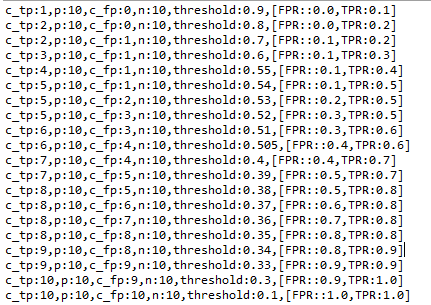 c_tp:1,p:10,c_fp:0,n:10,threshold:0.9,[FPR::0.0,TPR:0.1]
c_tp:2,p:10,c_fp:0,n:10,threshold:0.8,[FPR::0.0,TPR:0.2]
c_tp:2,p:10,c_fp:1,n:10,threshold:0.7,[FPR::0.1,TPR:0.2]
c_tp:3,p:10,c_fp:1,n:10,threshold:0.6,[FPR::0.1,TPR:0.3]
c_tp:4,p:10,c_fp:1,n:10,threshold:0.55,[FPR::0.1,TPR:0.4]
c_tp:5,p:10,c_fp:1,n:10,threshold:0.54,[FPR::0.1,TPR:0.5]
c_tp:5,p:10,c_fp:2,n:10,threshold:0.53,[FPR::0.2,TPR:0.5]
c_tp:5,p:10,c_fp:3,n:10,threshold:0.52,[FPR::0.3,TPR:0.5]
c_tp:6,p:10,c_fp:3,n:10,threshold:0.51,[FPR::0.3,TPR:0.6]
c_tp:6,p:10,c_fp:4,n:10,threshold:0.505,[FPR::0.4,TPR:0.6]
c_tp:7,p:10,c_fp:4,n:10,threshold:0.4,[FPR::0.4,TPR:0.7]
c_tp:7,p:10,c_fp:5,n:10,threshold:0.39,[FPR::0.5,TPR:0.7]
c_tp:8,p:10,c_fp:5,n:10,threshold:0.38,[FPR::0.5,TPR:0.8]
c_tp:8,p:10,c_fp:6,n:10,threshold:0.37,[FPR::0.6,TPR:0.8]
c_tp:8,p:10,c_fp:7,n:10,threshold:0.36,[FPR::0.7,TPR:0.8]
c_tp:8,p:10,c_fp:8,n:10,threshold:0.35,[FPR::0.8,TPR:0.8]
c_tp:9,p:10,c_fp:8,n:10,threshold:0.34,[FPR::0.8,TPR:0.9]
c_tp:9,p:10,c_fp:9,n:10,threshold:0.33,[FPR::0.9,TPR:0.9]
c_tp:10,p:10,c_fp:9,n:10,threshold:0.3,[FPR::0.9,TPR:1.0]
c_tp:10,p:10,c_fp:10,n:10,threshold:0.1,[FPR::1.0,TPR:1.0]